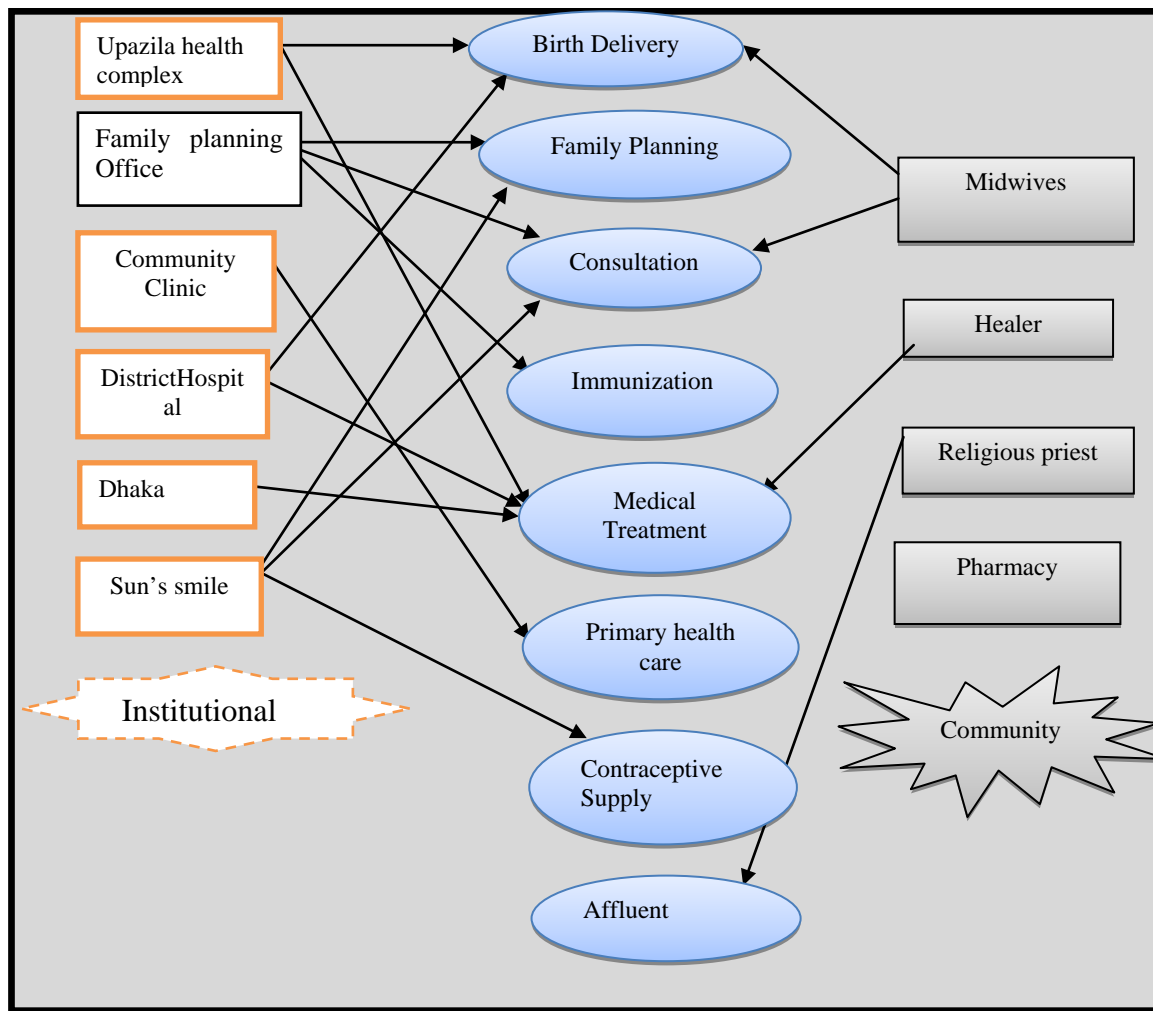 Upazila health
complex
Family planning
Office
Community
Clinic
DistrictHospit
al
Dhaka
Sun’s smile
Institutional
Birth Delivery
Family Planning
Consultation
Immunization
Medical
Treatment
Primary health
care
Contraceptive
Supply
Affluent
Midwives
Healer
Religious priest
Pharmacy
Community